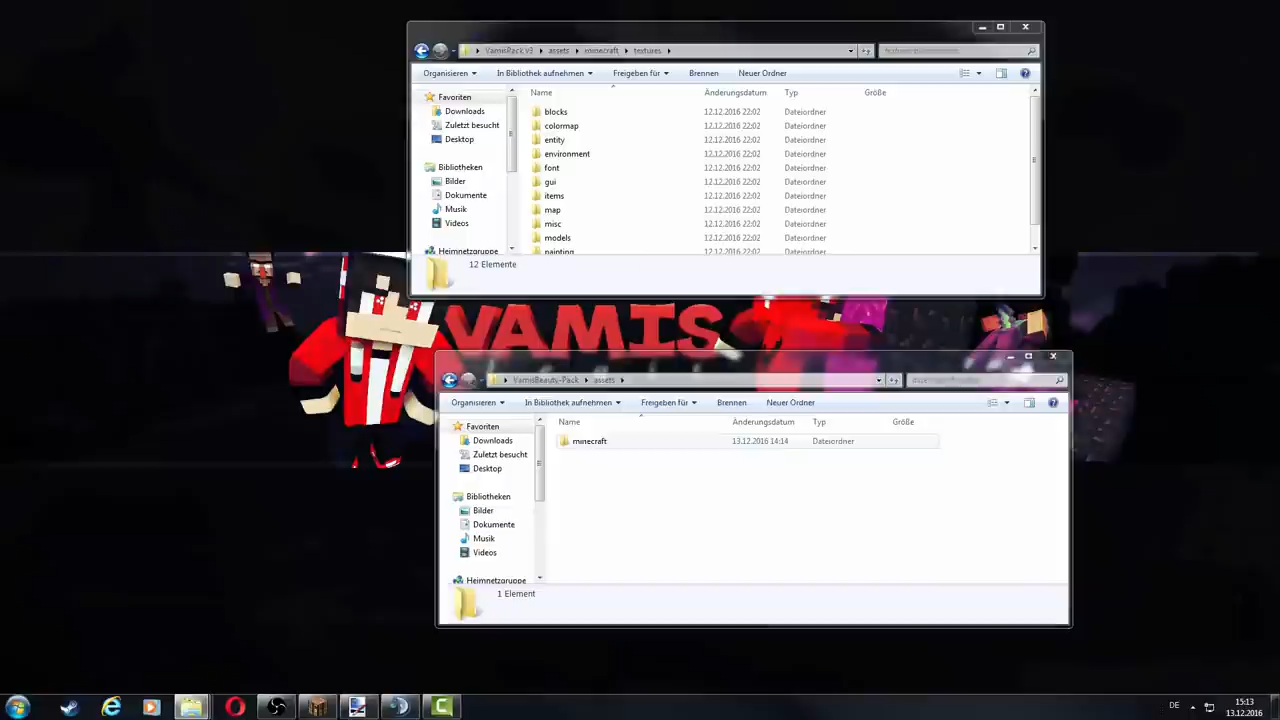 VamisPack v3 assets minecraft textures
Organisieren In Bibliothek aufnehmen Freigeben für Brennen Neuer Ordner
Name Änderungsdatum Typ Größe
Favoriten
Downloads
Zuletzt besucht
Desktop
Bibliotheken
Bilder
Dokumente
Musik
Videos
Heimnetzgruppe
blocks 12.12.2016 22:02 Dateiordner
colormap 12.12.2016 22:02 Dateiordner
entity 12.12.2016 22:02 Dateiordner
environment 12.12.2016 22:02 Dateiordner
font 12.12.2016 22:02 Dateiordner
gui 12.12.2016 22:02 Dateiordner
items 12.12.2016 22:02 Dateiordner
map 12.12.2016 22:02 Dateiordner
misc 12.12.2016 22:02 Dateiordner
models 12.12.2016 22:02 Dateiordner
painting
12 Elemente
VAMIS
VamisBeauty-Pack assets
Organisieren In Bibliothek aufnehmen Freigeben für Brennen Neuer Ordner
Name Änderungsdatum Typ Größe
Favoriten
Downloads
Zuletzt besucht
Desktop
Bibliotheken
Bilder
Dokumente
Musik
Videos
Heimnetzgruppe
minecraft 13.12.2016 14:14 Dateiordner
1 Element
DE
15:13
13.12.2016